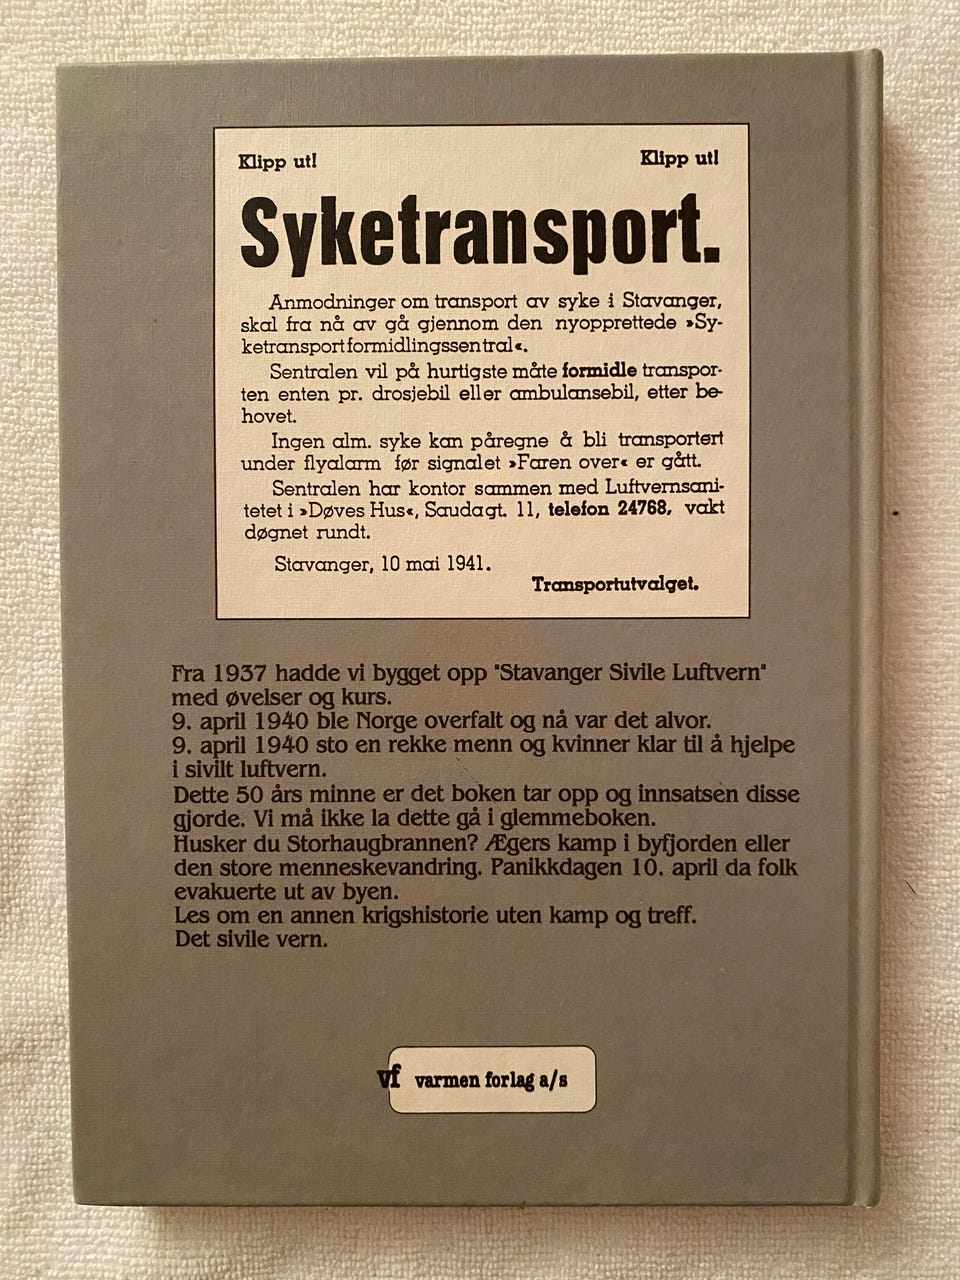 Klipp ut! Klipp ut!
Syketransport.
Anmodninger om transport av syke i Stavanger,
skal fra nå av gå gjennom den nyopprettede »Sy-
ketransportformidlingssentral«.
Sentralen vil på hurtigste måte formidle transpor-
ten enten pr. drosjebil eller ambulansebil, etter be-
hovet.
Ingen alm. syke kan påregne å bli transportert
under flyalarm før signalet »Faren over« er gått.
Sentralen har kontor sammen med Luftvernsani-
tetet i »Døves Hus«, Saudagt. 11, telefon 24768, vakt
døgnet rundt.
Stavanger, 10 mai 1941.
Transportutvalget.
Fra 1937 hadde vi bygget opp "Stavanger Sivile Luftvern"
med øvelser og kurs.
9. april 1940 ble Norge overfalt og nå var det alvor.
9. april 1940 sto en rekke menn og kvinner klar til å hjelpe
i sivilt luftvern.
Dette 50 års minne er det boken tar opp og innsatsen disse
gjorde. Vi må ikke la dette gå i glemmeboken.
Husker du Storhaugbrannen? Ægers kamp i byfjorden eller
den store menneskevandring. Panikkdagen 10. april da folk
evakuerte ut av byen.
Les om en annen krigshistorie uten kamp og treff.
Det sivile vern.
vf varmen forlag a/s